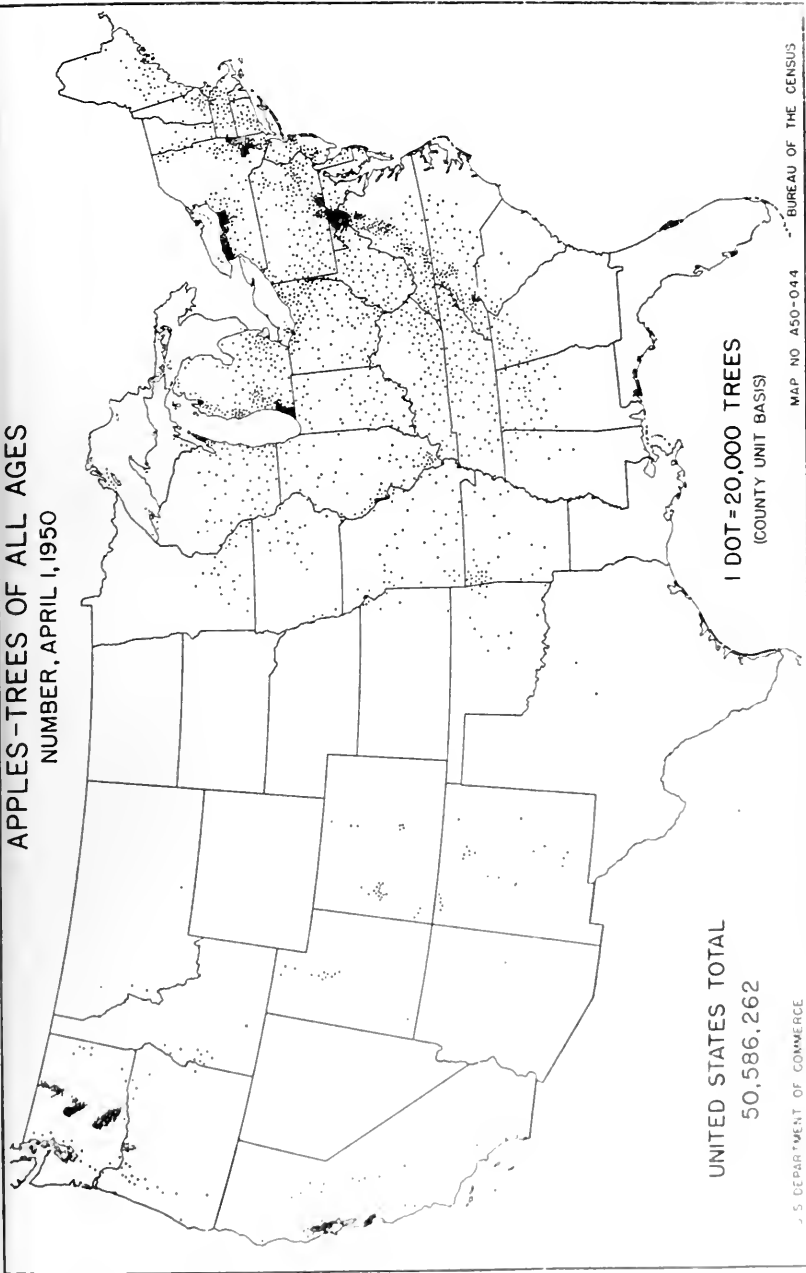 APPLES-TREES OF ALL AGES
NUMBER, APRIL 1, 1950
UNITED STATES TOTAL
50,586,262
1 DOT = 20,000 TREES
(COUNTY UNIT BASIS)
S DEPARTMENT OF COMMERCE
MAP NO A50-044
BUREAU OF THE CENSUS